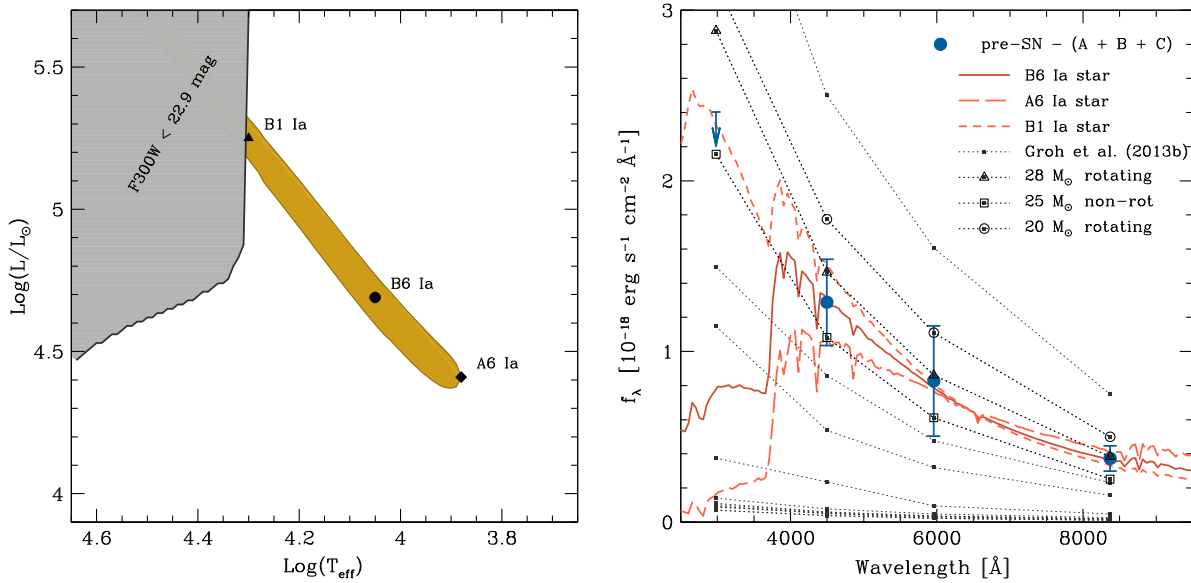 5.5
5
4.5
4
Log(L/L⊙)
F300W < 22.9 mag
B1 Ia
B6 Ia
A6 Ia
4.6 4.4 4.2 4 3.8
Log(T_eff)
3
2
1
0
f_λ [10⁻¹⁸ erg s⁻¹ cm⁻² Å⁻¹]
pre-SN - (A + B + C)
B6 Ia star
A6 Ia star
B1 Ia star
Groh et al. (2013b)
28 M⊙ rotating
25 M⊙ non-rot
20 M⊙ rotating
4000 6000 8000
Wavelength [Å]